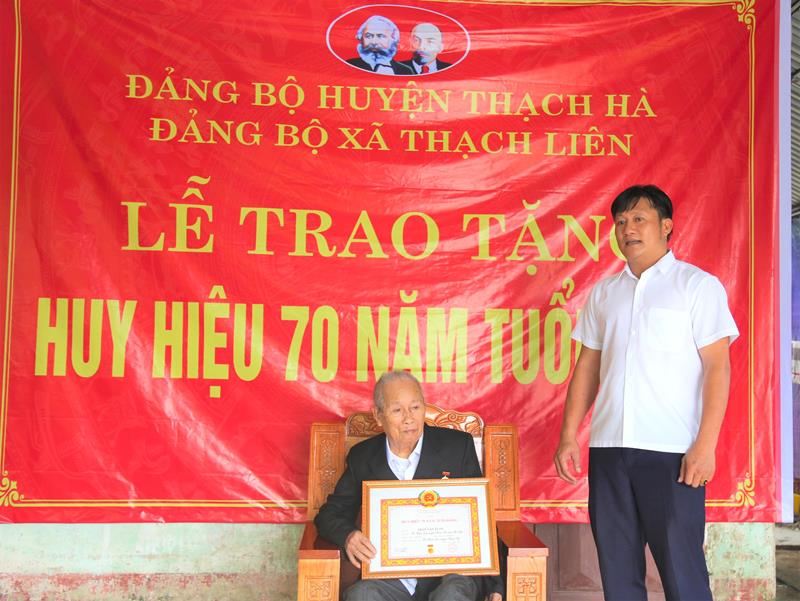 ĐẢNG BỘ HUYỆN THẠCH HÀ
ĐẢNG BỘ XÃ THẠCH LIÊN
LỄ TRAO TẶNG
HUY HIỆU 70 NĂM TUỔI